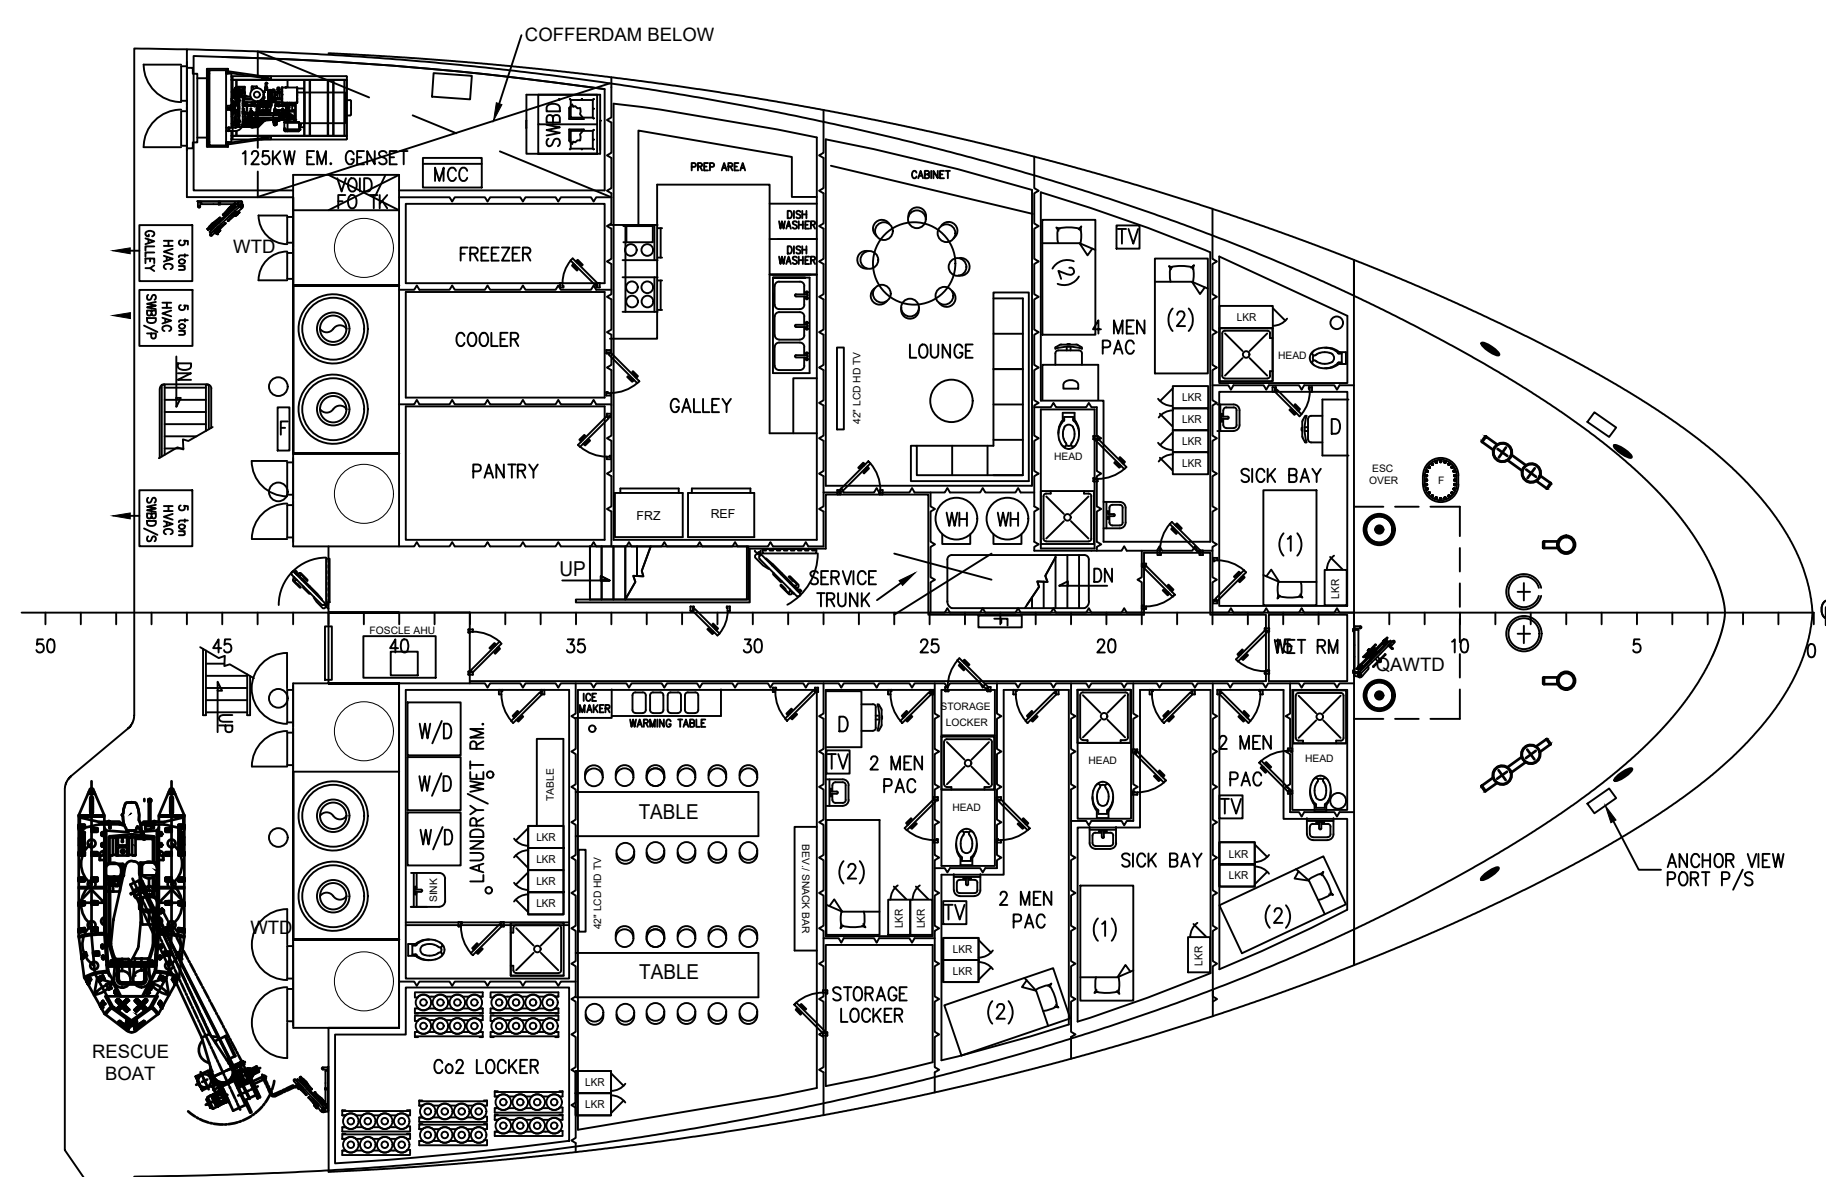 COFFERDAM BELOW
125KW EM. GENSET
SWBD
MCC
VOID/
FO TK
PREP AREA
CABINET
DISH
WASHER
DISH
WASHER
TV
WTD
5 ton
HVAC
GALLEY
5 ton
HVAC
SWBD/P
5 ton
HVAC
SWBD/S
DN
F
FREEZER
COOLER
PANTRY
GALLEY
FRZ
REF
LOUNGE
42" LCD HD TV
(2)
(2)
4 MEN
PAC
D
HEAD
LKR
LKR
LKR
LKR
LKR
HEAD
D
SICK BAY
(1)
LKR
ESC
OVER
F
WH
WH
UP
SERVICE
TRUNK
DN
F
50
45
40
35
30
25
20
15
10
5
0
FOSCLE AHU
WET RM
QAWTD
UP
ICE
MAKER
WARMING TABLE
W/D
W/D
W/D
LAUNDRY/WET RM.
TABLE
LKR
LKR
LKR
LKR
SINK
WTD
TABLE
42" LCD HD TV
TABLE
BEV / SNACK BAR
LKR
LKR
D
TV
2 MEN
PAC
(2)
LKR
LKR
STORAGE
LOCKER
STORAGE
LOCKER
HEAD
TV
2 MEN
PAC
LKR
LKR
(2)
HEAD
SICK BAY
(1)
LKR
2 MEN
PAC
TV
HEAD
LKR
LKR
(2)
ANCHOR VIEW
PORT P/S
RESCUE
BOAT
Co2 LOCKER